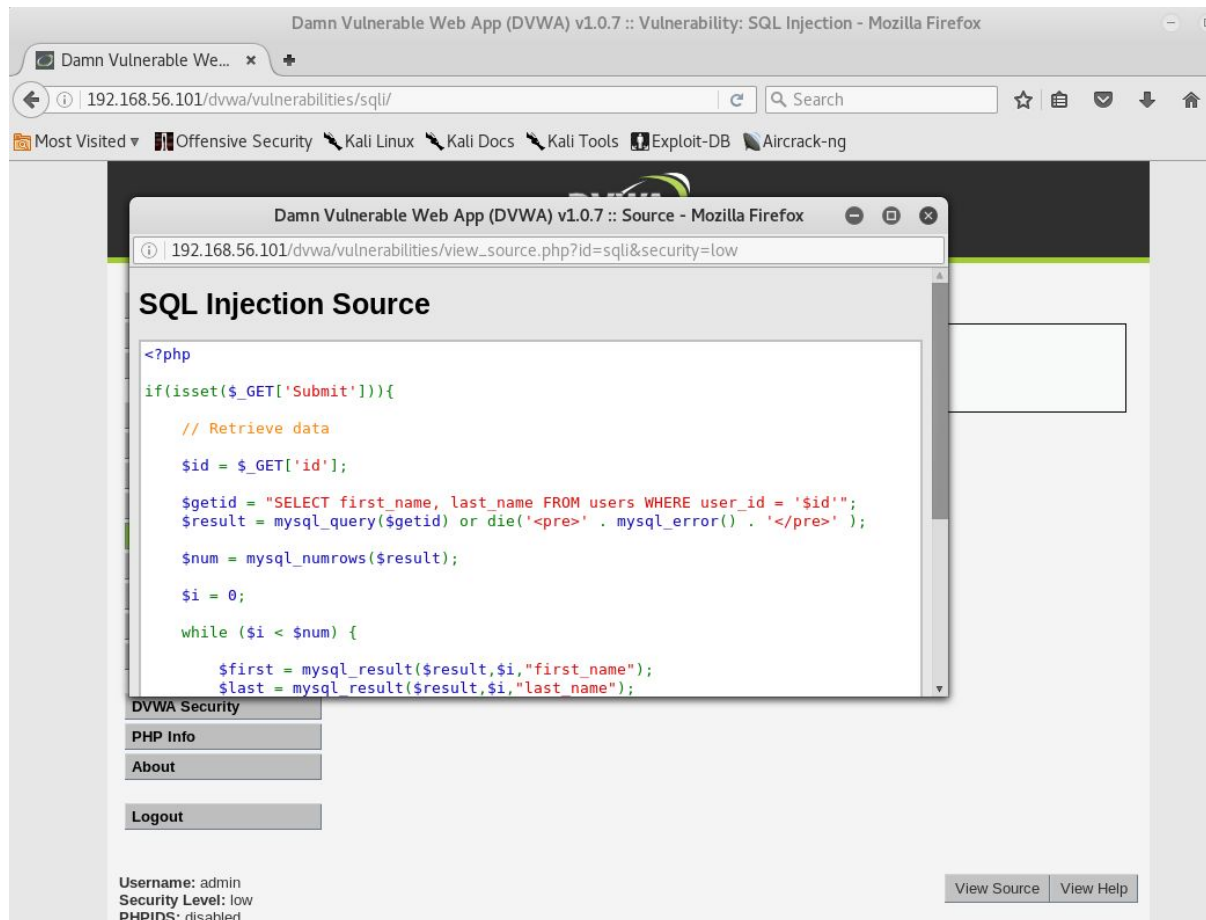 Damn Vulnerable Web App (DVWA) v1.0.7 :: Vulnerability: SQL Injection - Mozilla Firefox
Damn Vulnerable We...
192.168.56.101/dvwa/vulnerabilities/sqli/
Search
Most Visited Offensive Security Kali Linux Kali Docs Kali Tools Exploit-DB Aircrack-ng
Damn Vulnerable Web App (DVWA) v1.0.7 :: Source - Mozilla Firefox
192.168.56.101/dvwa/vulnerabilities/view_source.php?id=sqli&security=low
SQL Injection Source
<?php
if(isset($_GET['Submit'])){
// Retrieve data
$id = $_GET['id'];
$getid = "SELECT first_name, last_name FROM users WHERE user_id = '$id'";
$result = mysql_query($getid) or die('<pre>' . mysql_error() . '</pre>' );
$num = mysql_numrows($result);
$i = 0;
while ($i < $num) {
$first = mysql_result($result,$i,"first_name");
$last = mysql_result($result,$i,"last_name");
DVWA Security
PHP Info
About
Logout
Username: admin
Security Level: low
PHPIDS: disabled
View Source View Help